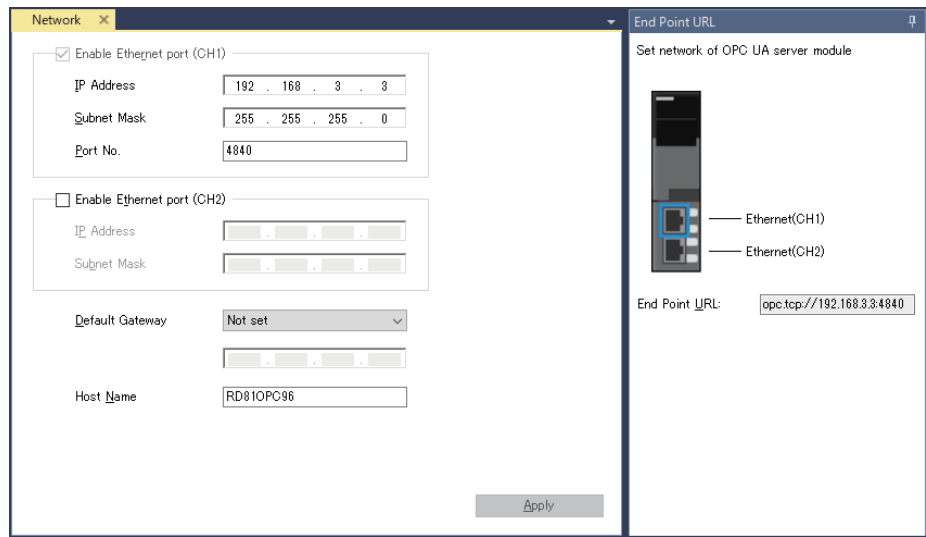 Network
End Point URL
Enable Ethernet port (CH1)
IP Address
192 . 168 . 3 . 3
Subnet Mask
255 . 255 . 255 . 0
Port No.
4840
Enable Ethernet port (CH2)
IP Address
. . .
Subnet Mask
. . .
Default Gateway
Not set
. . .
Host Name
RD81OPC96
Apply
Set network of OPC UA server module
Ethernet(CH1)
Ethernet(CH2)
End Point URL:
opc.tcp://192.168.3.3:4840